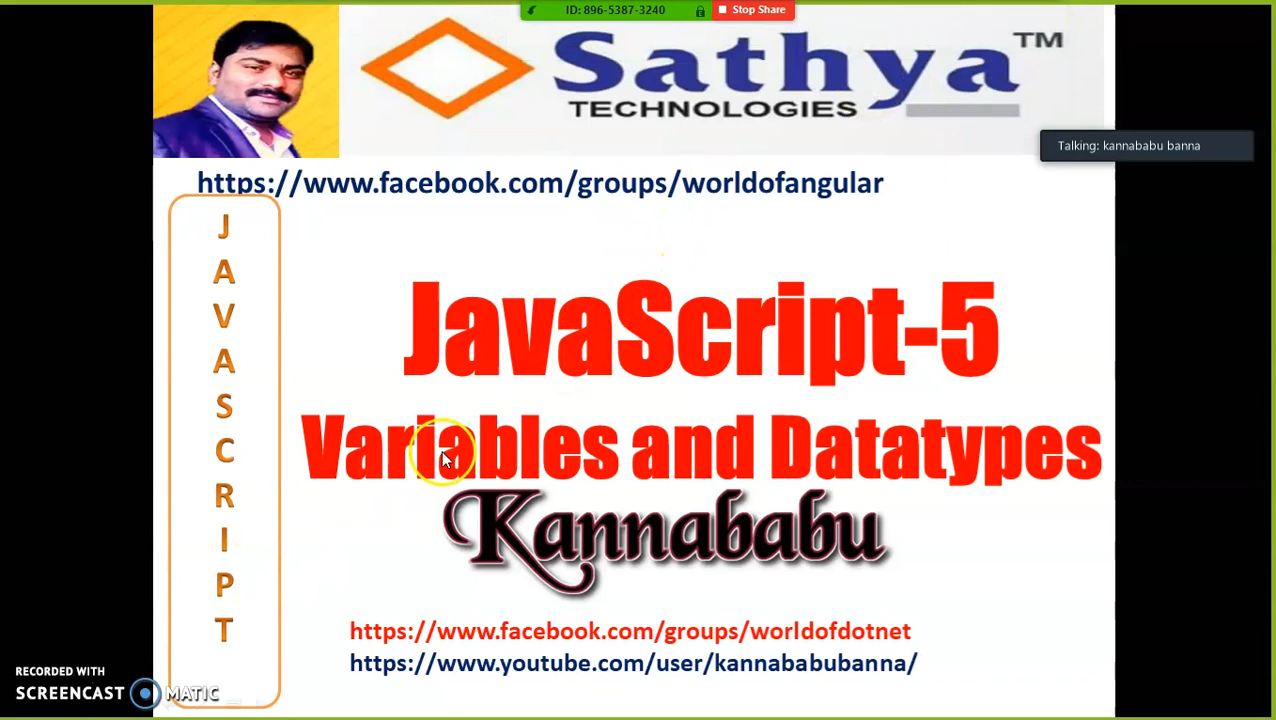 ID: 896-5387-3240 Stop Share
Sathya TM
TECHNOLOGIES
Talking: kannababu banna
https://www.facebook.com/groups/worldofangular
J
A
V
A
S
C
R
I
P
T
JavaScript-5
Variables and Datatypes
Kannababu
https://www.facebook.com/groups/worldofdotnet
https://www.youtube.com/user/kannababubanna/
RECORDED WITH
SCREENCAST MATIC